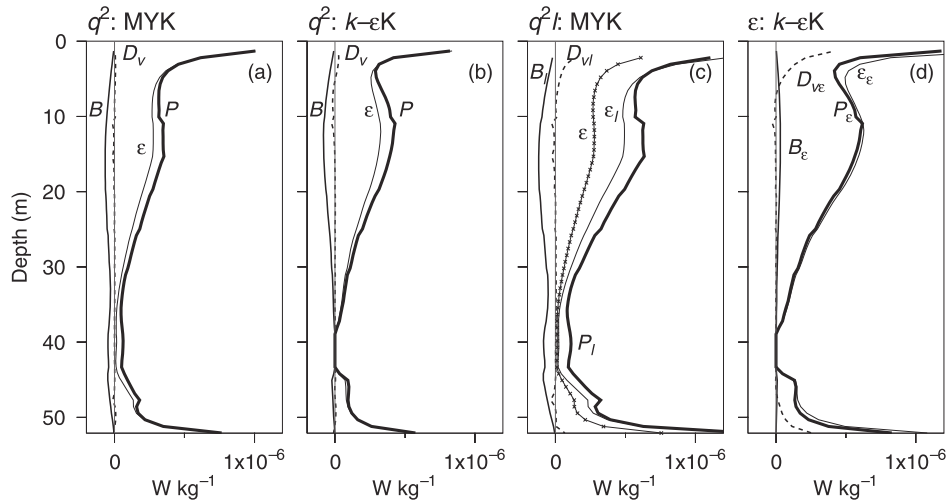 q²: MYK
q²: k–εK
q²l: MYK
ε: k–εK
0
10
20
30
40
50
Depth (m)
B
D_v
ε
P
(a)
B
D_v
ε
P
(b)
B_l
D_vl
ε
ε_l
P_l
(c)
D_vε
ε_ε
P_ε
B_ε
(d)
0 1x10⁻⁶
0 1x10⁻⁶
0 1x10⁻⁶
0 1x10⁻⁶
W kg⁻¹
W kg⁻¹
W kg⁻¹
W kg⁻¹